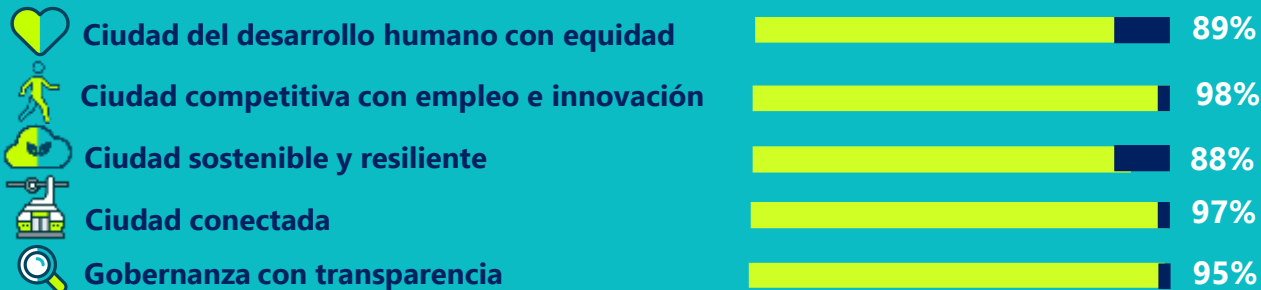 Ciudad del desarrollo humano con equidad 89%
Ciudad competitiva con empleo e innovación 98%
Ciudad sostenible y resiliente 88%
Ciudad conectada 97%
Gobernanza con transparencia 95%